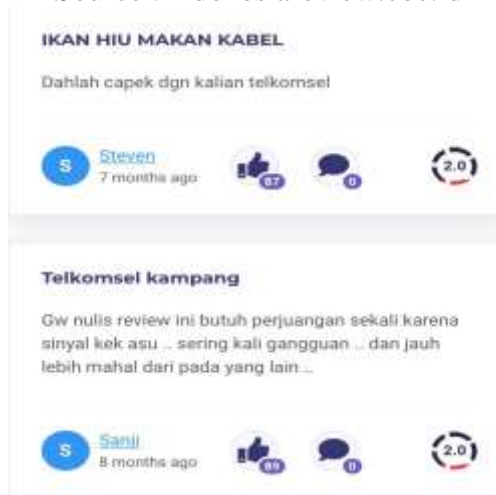 IKAN HIU MAKAN KABEL
Dahlah capek dgn kalian telkomsel
S
Steven
7 months ago
87
0
2.0
Telkomsel kampang
Gw nulis review ini butuh perjuangan sekali karena
sinyal kek asu .. sering kali gangguan .. dan jauh
lebih mahal dari pada yang lain ..
S
Sanji
8 months ago
89
0
2.0